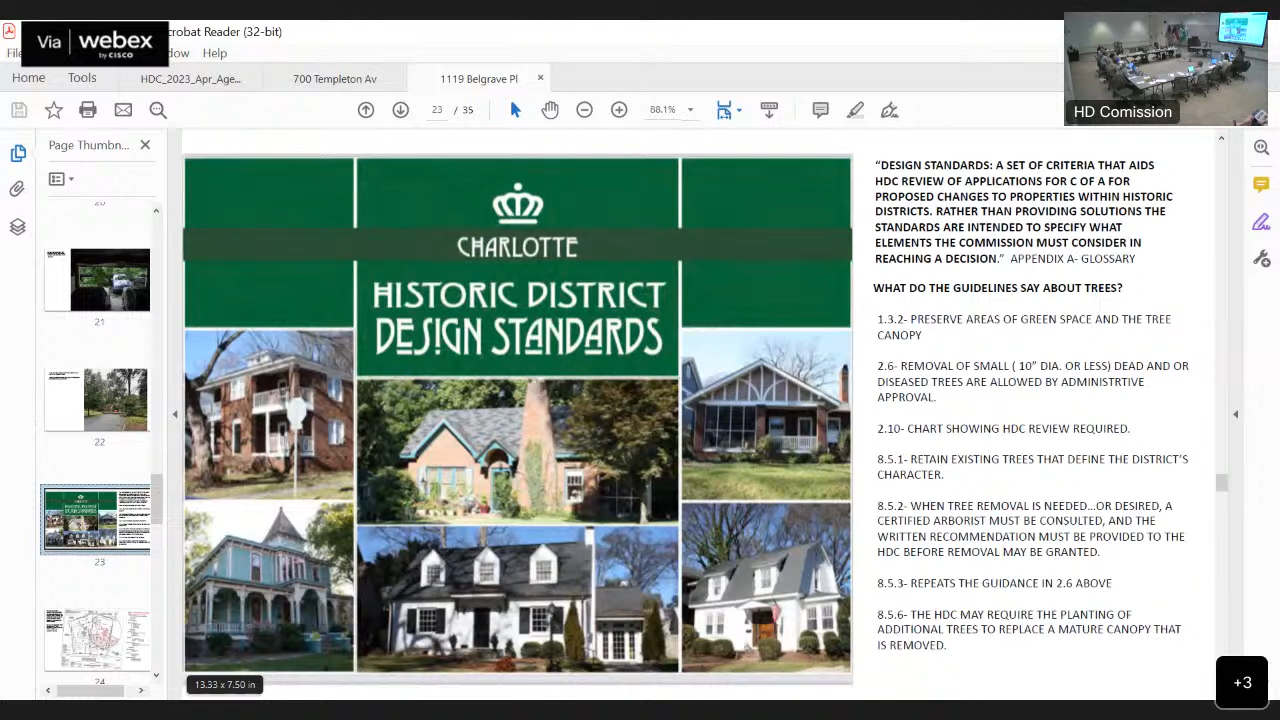 Via webex
by CISCO
crobat Reader (32-bit)
File
dow
Help
Home
Tools
HDC_2023_Apr_Age...
700 Templeton Av
1119 Belgrave Pl
23 / 35
88.1%
Page Thumbn...
21
22
23
HD Comission
CHARLOTTE
HISTORIC DISTRICT
DESIGN STANDARDS
“DESIGN STANDARDS: A SET OF CRITERIA THAT AIDS
HDC REVIEW OF APPLICATIONS FOR C OF A FOR
PROPOSED CHANGES TO PROPERTIES WITHIN HISTORIC
DISTRICTS. RATHER THAN PROVIDING SOLUTIONS THE
STANDARDS ARE INTENDED TO SPECIFY WHAT
ELEMENTS THE COMMISSION MUST CONSIDER IN
REACHING A DECISION.” APPENDIX A- GLOSSARY
WHAT DO THE GUIDELINES SAY ABOUT TREES?
1.3.2- PRESERVE AREAS OF GREEN SPACE AND THE TREE
CANOPY
2.6- REMOVAL OF SMALL ( 10” DIA. OR LESS) DEAD AND OR
DISEASED TREES ARE ALLOWED BY ADMINISTRTIVE
APPROVAL.
2.10- CHART SHOWING HDC REVIEW REQUIRED.
8.5.1- RETAIN EXISTING TREES THAT DEFINE THE DISTRICT’S
CHARACTER.
8.5.2- WHEN TREE REMOVAL IS NEEDED...OR DESIRED, A
CERTIFIED ARBORIST MUST BE CONSULTED, AND THE
WRITTEN RECOMMENDATION MUST BE PROVIDED TO THE
HDC BEFORE REMOVAL MAY BE GRANTED.
8.5.3- REPEATS THE GUIDANCE IN 2.6 ABOVE
8.5.6- THE HDC MAY REQUIRE THE PLANTING OF
ADDITIONAL TREES TO REPLACE A MATURE CANOPY THAT
IS REMOVED.
13.33 x 7.50 in
+3